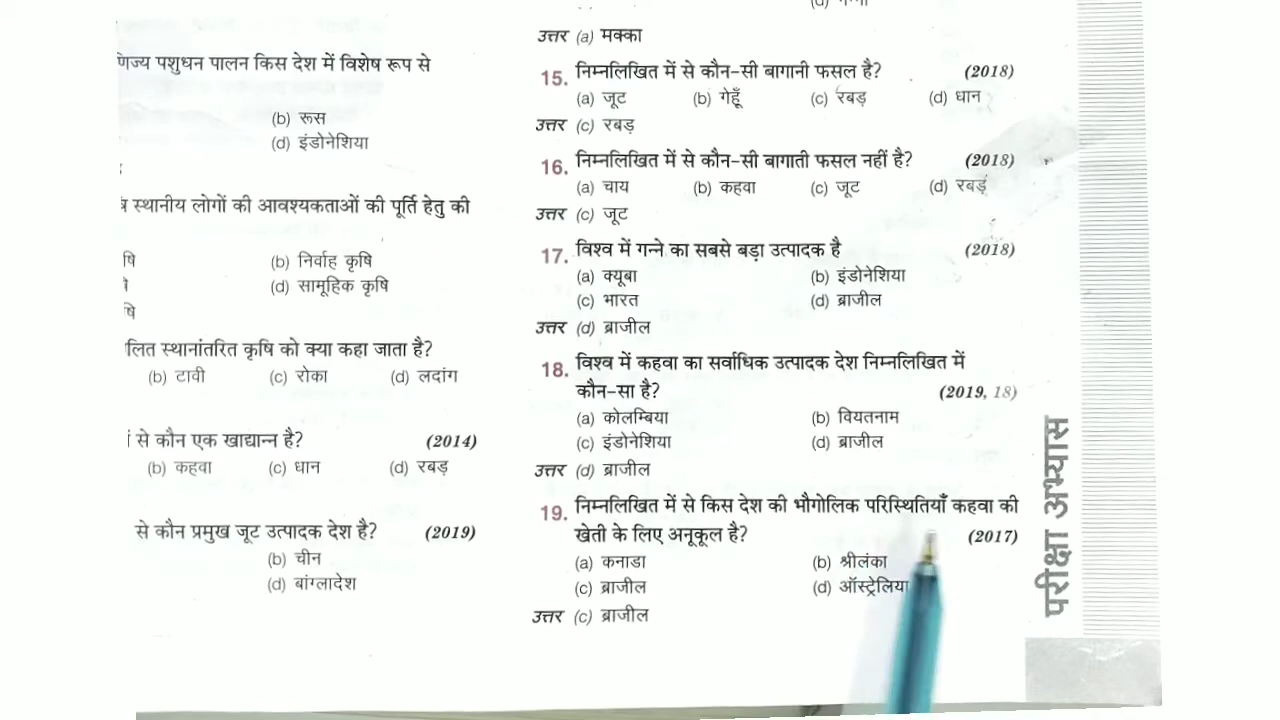 णिज्य पशुधन पालन किस देश में विशेष रूप से
(b) रूस
(d) इंडोनेशिया
स्थानीय लोगों की आवश्यकताओं की पूर्ति हेतु की
षि (b) निर्वाह कृषि
(d) सामूहिक कृषि
षि
लित स्थानांतरित कृषि को क्या कहा जाता है?
(b) टावी (c) रोका (d) लदांग
से कौन एक खाद्यान्न है? (2014)
(b) कहवा (c) धान (d) रबड़
से कौन प्रमुख जूट उत्पादक देश है? (2019)
(b) चीन
(d) बांग्लादेश
उत्तर (a) मक्का
15. निम्नलिखित में से कौन-सी बागानी फसल है? (2018)
(a) जूट (b) गेहूँ (c) रबड़ (d) धान
उत्तर (c) रबड़
16. निम्नलिखित में से कौन-सी बागाती फसल नहीं है? (2018)
(a) चाय (b) कहवा (c) जूट (d) रबड़
उत्तर (c) जूट
17. विश्व में गन्ने का सबसे बड़ा उत्पादक है (2018)
(a) क्यूबा (b) इंडोनेशिया
(c) भारत (d) ब्राजील
उत्तर (d) ब्राजील
18. विश्व में कहवा का सर्वाधिक उत्पादक देश निम्नलिखित में
कौन-सा है? (2019, 18)
(a) कोलम्बिया (b) वियतनाम
(c) इंडोनेशिया (d) ब्राजील
उत्तर (d) ब्राजील
19. निम्नलिखित में से किस देश की भौगोलिक परिस्थितियाँ कहवा की
खेती के लिए अनूकूल है? (2017)
(a) कनाडा (b) श्रीलंका
(c) ब्राजील (d) ऑस्ट्रेलिया
उत्तर (c) ब्राजील
परीक्षा अभ्यास